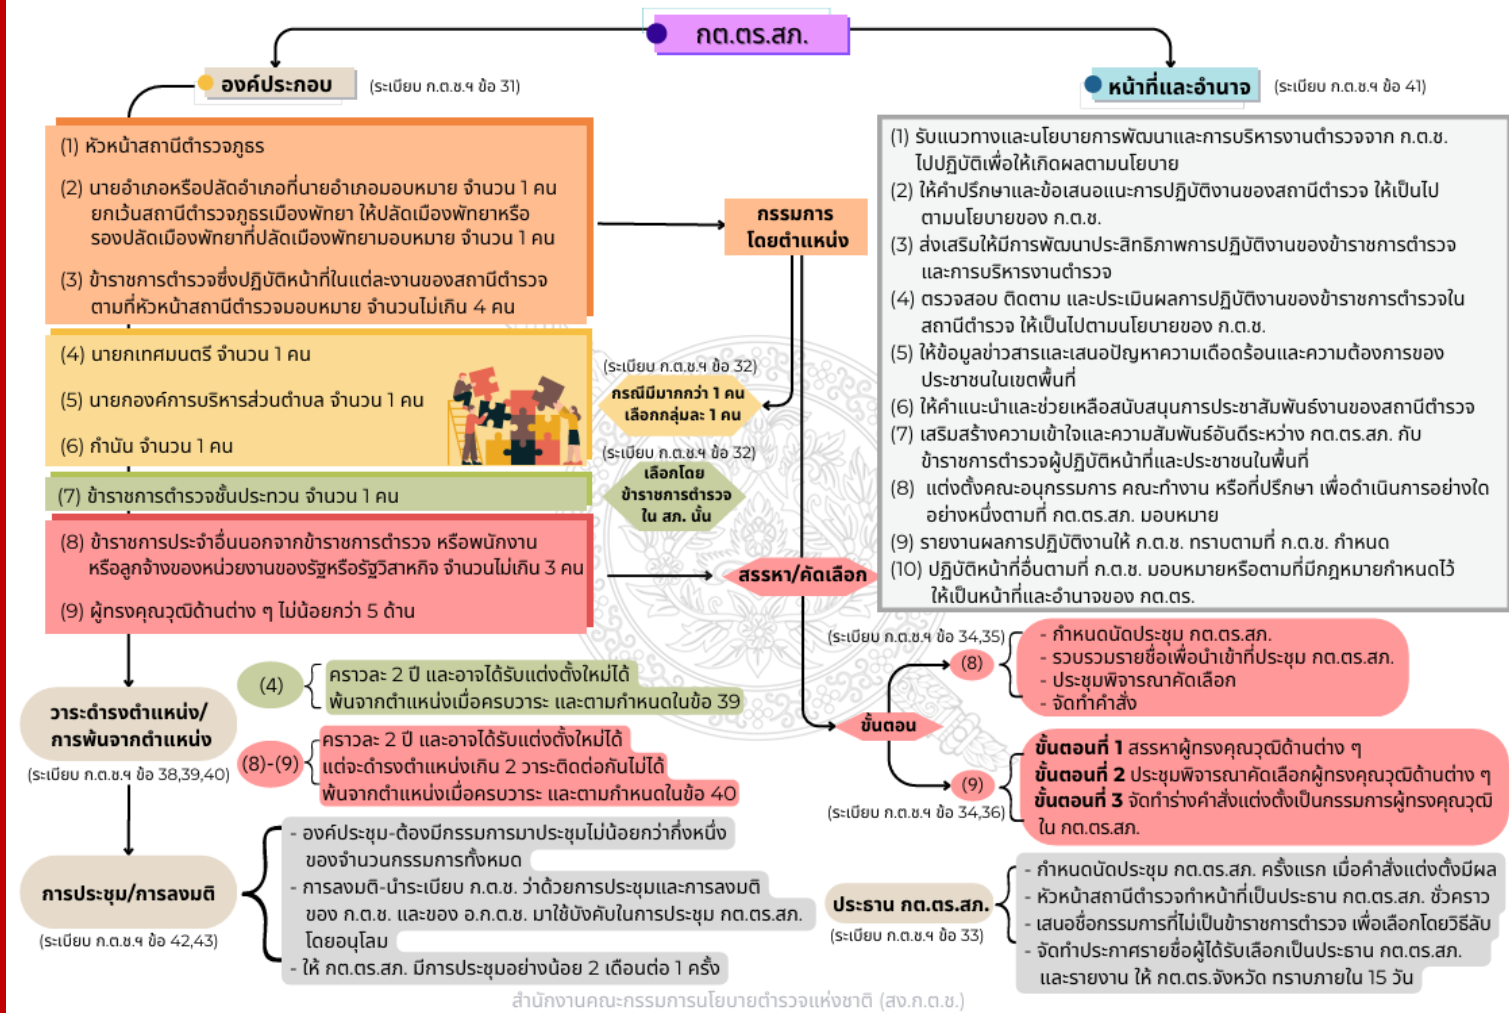 กต.ตร.สภ.
องค์ประกอบ
(ระเบียบ ก.ต.ช.ฯ ข้อ 31)
(1) หัวหน้าสถานีตำรวจภูธร
(2) นายอำเภอหรือปลัดอำเภอที่นายอำเภอมอบหมาย จำนวน 1 คน
ยกเว้นสถานีตำรวจภูธรเมืองพัทยา ให้ปลัดเมืองพัทยาหรือ
รองปลัดเมืองพัทยาที่ปลัดเมืองพัทยามอบหมาย จำนวน 1 คน
(3) ข้าราชการตำรวจซึ่งปฏิบัติหน้าที่ในแต่ละงานของสถานีตำรวจ
ตามที่หัวหน้าสถานีตำรวจมอบหมาย จำนวนไม่เกิน 4 คน
กรรมการ
โดยตำแหน่ง
(4) นายกเทศมนตรี จำนวน 1 คน
(5) นายกองค์การบริหารส่วนตำบล จำนวน 1 คน
(6) กำนัน จำนวน 1 คน
(ระเบียบ ก.ต.ช.ฯ ข้อ 32)
กรณีมีมากกว่า 1 คน
เลือกกลุ่มละ 1 คน
(7) ข้าราชการตำรวจชั้นประทวน จำนวน 1 คน
(ระเบียบ ก.ต.ช.ฯ ข้อ 32)
เลือกโดย
ข้าราชการตำรวจ
ใน สภ. นั้น
(8) ข้าราชการประจำอื่นนอกจากข้าราชการตำรวจ หรือพนักงาน
หรือลูกจ้างของหน่วยงานของรัฐหรือรัฐวิสาหกิจ จำนวนไม่เกิน 3 คน
(9) ผู้ทรงคุณวุฒิด้านต่าง ๆ ไม่น้อยกว่า 5 ด้าน
สรรหา/คัดเลือก
หน้าที่และอำนาจ
(ระเบียบ ก.ต.ช.ฯ ข้อ 41)
(1) รับแนวทางและนโยบายการพัฒนาและการบริหารงานตำรวจจาก ก.ต.ช.
ไปปฏิบัติเพื่อให้เกิดผลตามนโยบาย
(2) ให้คำปรึกษาและข้อเสนอแนะการปฏิบัติงานของสถานีตำรวจ ให้เป็นไป
ตามนโยบายของ ก.ต.ช.
(3) ส่งเสริมให้มีการพัฒนาประสิทธิภาพการปฏิบัติงานของข้าราชการตำรวจ
และการบริหารงานตำรวจ
(4) ตรวจสอบ ติดตาม และประเมินผลการปฏิบัติงานของข้าราชการตำรวจใน
สถานีตำรวจ ให้เป็นไปตามนโยบายของ ก.ต.ช.
(5) ให้ข้อมูลข่าวสารและเสนอปัญหาความเดือดร้อนและความต้องการของ
ประชาชนในเขตพื้นที่
(6) ให้คำแนะนำและช่วยเหลือสนับสนุนการประชาสัมพันธ์งานของสถานีตำรวจ
(7) เสริมสร้างความเข้าใจและความสัมพันธ์อันดีระหว่าง กต.ตร.สภ. กับ
ข้าราชการตำรวจผู้ปฏิบัติหน้าที่และประชาชนในพื้นที่
(8) แต่งตั้งคณะอนุกรรมการ คณะทำงาน หรือที่ปรึกษา เพื่อดำเนินการอย่างใด
อย่างหนึ่งตามที่ กต.ตร.สภ. มอบหมาย
(9) รายงานผลการปฏิบัติงานให้ ก.ต.ช. ทราบตามที่ ก.ต.ช. กำหนด
(10) ปฏิบัติหน้าที่อื่นตามที่ ก.ต.ช. มอบหมายหรือตามที่มีกฎหมายกำหนดไว้
ให้เป็นหน้าที่และอำนาจของ กต.ตร.
ขั้นตอน
(ระเบียบ ก.ต.ช.ฯ ข้อ 34,35)
(8)
- กำหนดนัดประชุม กต.ตร.สภ.
- รวบรวมรายชื่อเพื่อนำเข้าที่ประชุม กต.ตร.สภ.
- ประชุมพิจารณาคัดเลือก
- จัดทำคำสั่ง
(9)
(ระเบียบ ก.ต.ช.ฯ ข้อ 34,36)
ขั้นตอนที่ 1 สรรหาผู้ทรงคุณวุฒิด้านต่าง ๆ
ขั้นตอนที่ 2 ประชุมพิจารณาคัดเลือกผู้ทรงคุณวุฒิด้านต่าง ๆ
ขั้นตอนที่ 3 จัดทำร่างคำสั่งแต่งตั้งเป็นกรรมการผู้ทรงคุณวุฒิ
ใน กต.ตร.สภ.
วาระดำรงตำแหน่ง/
การพ้นจากตำแหน่ง
(ระเบียบ ก.ต.ช.ฯ ข้อ 38,39,40)
(4)
คราวละ 2 ปี และอาจได้รับแต่งตั้งใหม่ได้
พ้นจากตำแหน่งเมื่อครบวาระ และตามกำหนดในข้อ 39
(8)-(9)
คราวละ 2 ปี และอาจได้รับแต่งตั้งใหม่ได้
แต่จะดำรงตำแหน่งเกิน 2 วาระติดต่อกันไม่ได้
พ้นจากตำแหน่งเมื่อครบวาระ และตามกำหนดในข้อ 40
การประชุม/การลงมติ
(ระเบียบ ก.ต.ช.ฯ ข้อ 42,43)
- องค์ประชุม-ต้องมีกรรมการมาประชุมไม่น้อยกว่ากึ่งหนึ่ง
ของจำนวนกรรมการทั้งหมด
- การลงมติ-นำระเบียบ ก.ต.ช. ว่าด้วยการประชุมและการลงมติ
ของ ก.ต.ช. และของ อ.ก.ต.ช. มาใช้บังคับในการประชุม กต.ตร.สภ.
โดยอนุโลม
- ให้ กต.ตร.สภ. มีการประชุมอย่างน้อย 2 เดือนต่อ 1 ครั้ง
ประธาน กต.ตร.สภ.
(ระเบียบ ก.ต.ช.ฯ ข้อ 33)
- กำหนดนัดประชุม กต.ตร.สภ. ครั้งแรก เมื่อคำสั่งแต่งตั้งมีผล
- หัวหน้าสถานีตำรวจทำหน้าที่เป็นประธาน กต.ตร.สภ. ชั่วคราว
- เสนอชื่อกรรมการที่ไม่เป็นข้าราชการตำรวจ เพื่อเลือกโดยวิธีลับ
- จัดทำประกาศรายชื่อผู้ได้รับเลือกเป็นประธาน กต.ตร.สภ.
และรายงาน ให้ กต.ตร.จังหวัด ทราบภายใน 15 วัน
สำนักงานคณะกรรมการนโยบายตำรวจแห่งชาติ (สง.ก.ต.ช.)